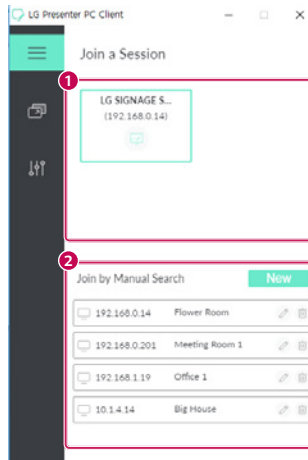 LG Presenter PC Client
Join a Session
1
LG SIGNAGE S...
(192.168.0.14)
2
Join by Manual Search New
192.168.0.14 Flower Room
192.168.0.201 Meeting Room 1
192.168.1.19 Office 1
10.1.4.14 Big House